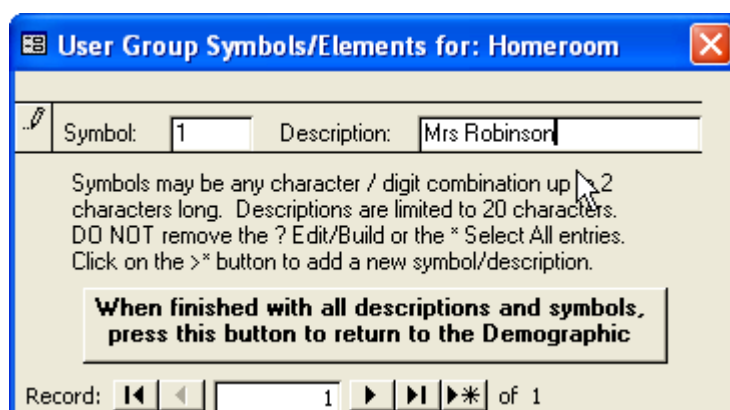 User Group Symbols/Elements for: Homeroom
Symbol: 1 Description: Mrs Robinson
Symbols may be any character / digit combination up 2
characters long. Descriptions are limited to 20 characters.
DO NOT remove the ? Edit/Build or the * Select All entries.
Click on the >* button to add a new symbol/description.
When finished with all descriptions and symbols,
press this button to return to the Demographic
Record: 1 of 1